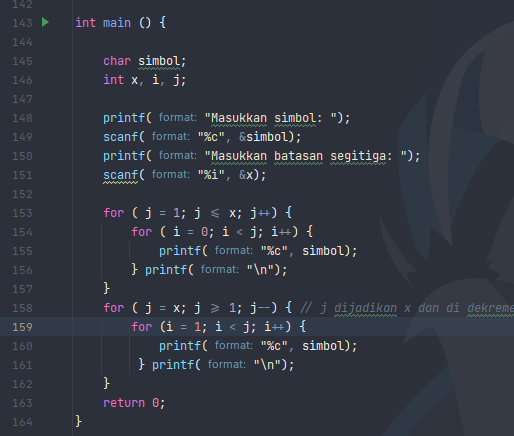 142
143 int main () {
144
145 char simbol;
146 int x, i, j;
147
148 printf( format: "Masukkan simbol: ");
149 scanf( format: "%c", &simbol);
150 printf( format: "Masukkan batasan segitiga: ");
151 scanf( format: "%i", &x);
152
153 for ( j = 1; j <= x; j++) {
154 for ( i = 0; i < j; i++) {
155 printf( format: "%c", simbol);
156 } printf( format: "\n");
157 }
158 for ( j = x; j >= 1; j--) { // j dijadikan x dan di dekreme
159 for (i = 1; i < j; i++) {
160 printf( format: "%c", simbol);
161 } printf( format: "\n");
162 }
163 return 0;
164 }